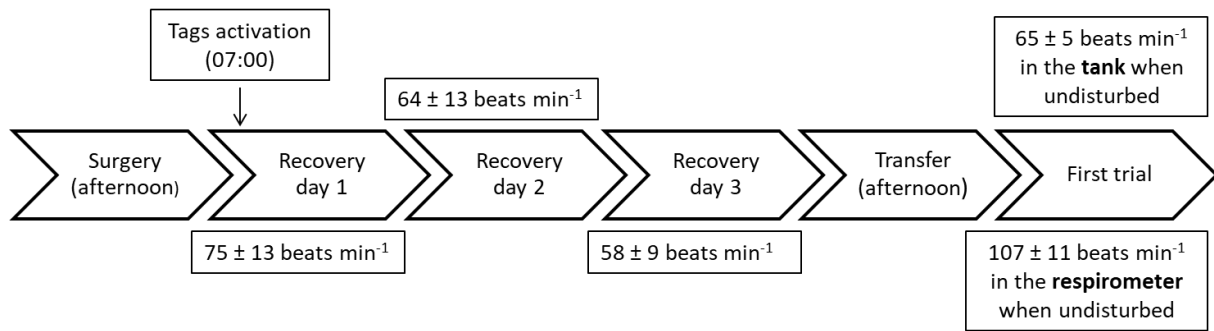 Tags activation
(07:00)
65 ± 5 beats min⁻¹
in the tank when
undisturbed
64 ± 13 beats min⁻¹
Surgery
(afternoon)
Recovery
day 1
Recovery
day 2
Recovery
day 3
Transfer
(afternoon)
First trial
75 ± 13 beats min⁻¹
58 ± 9 beats min⁻¹
107 ± 11 beats min⁻¹
in the respirometer
when undisturbed